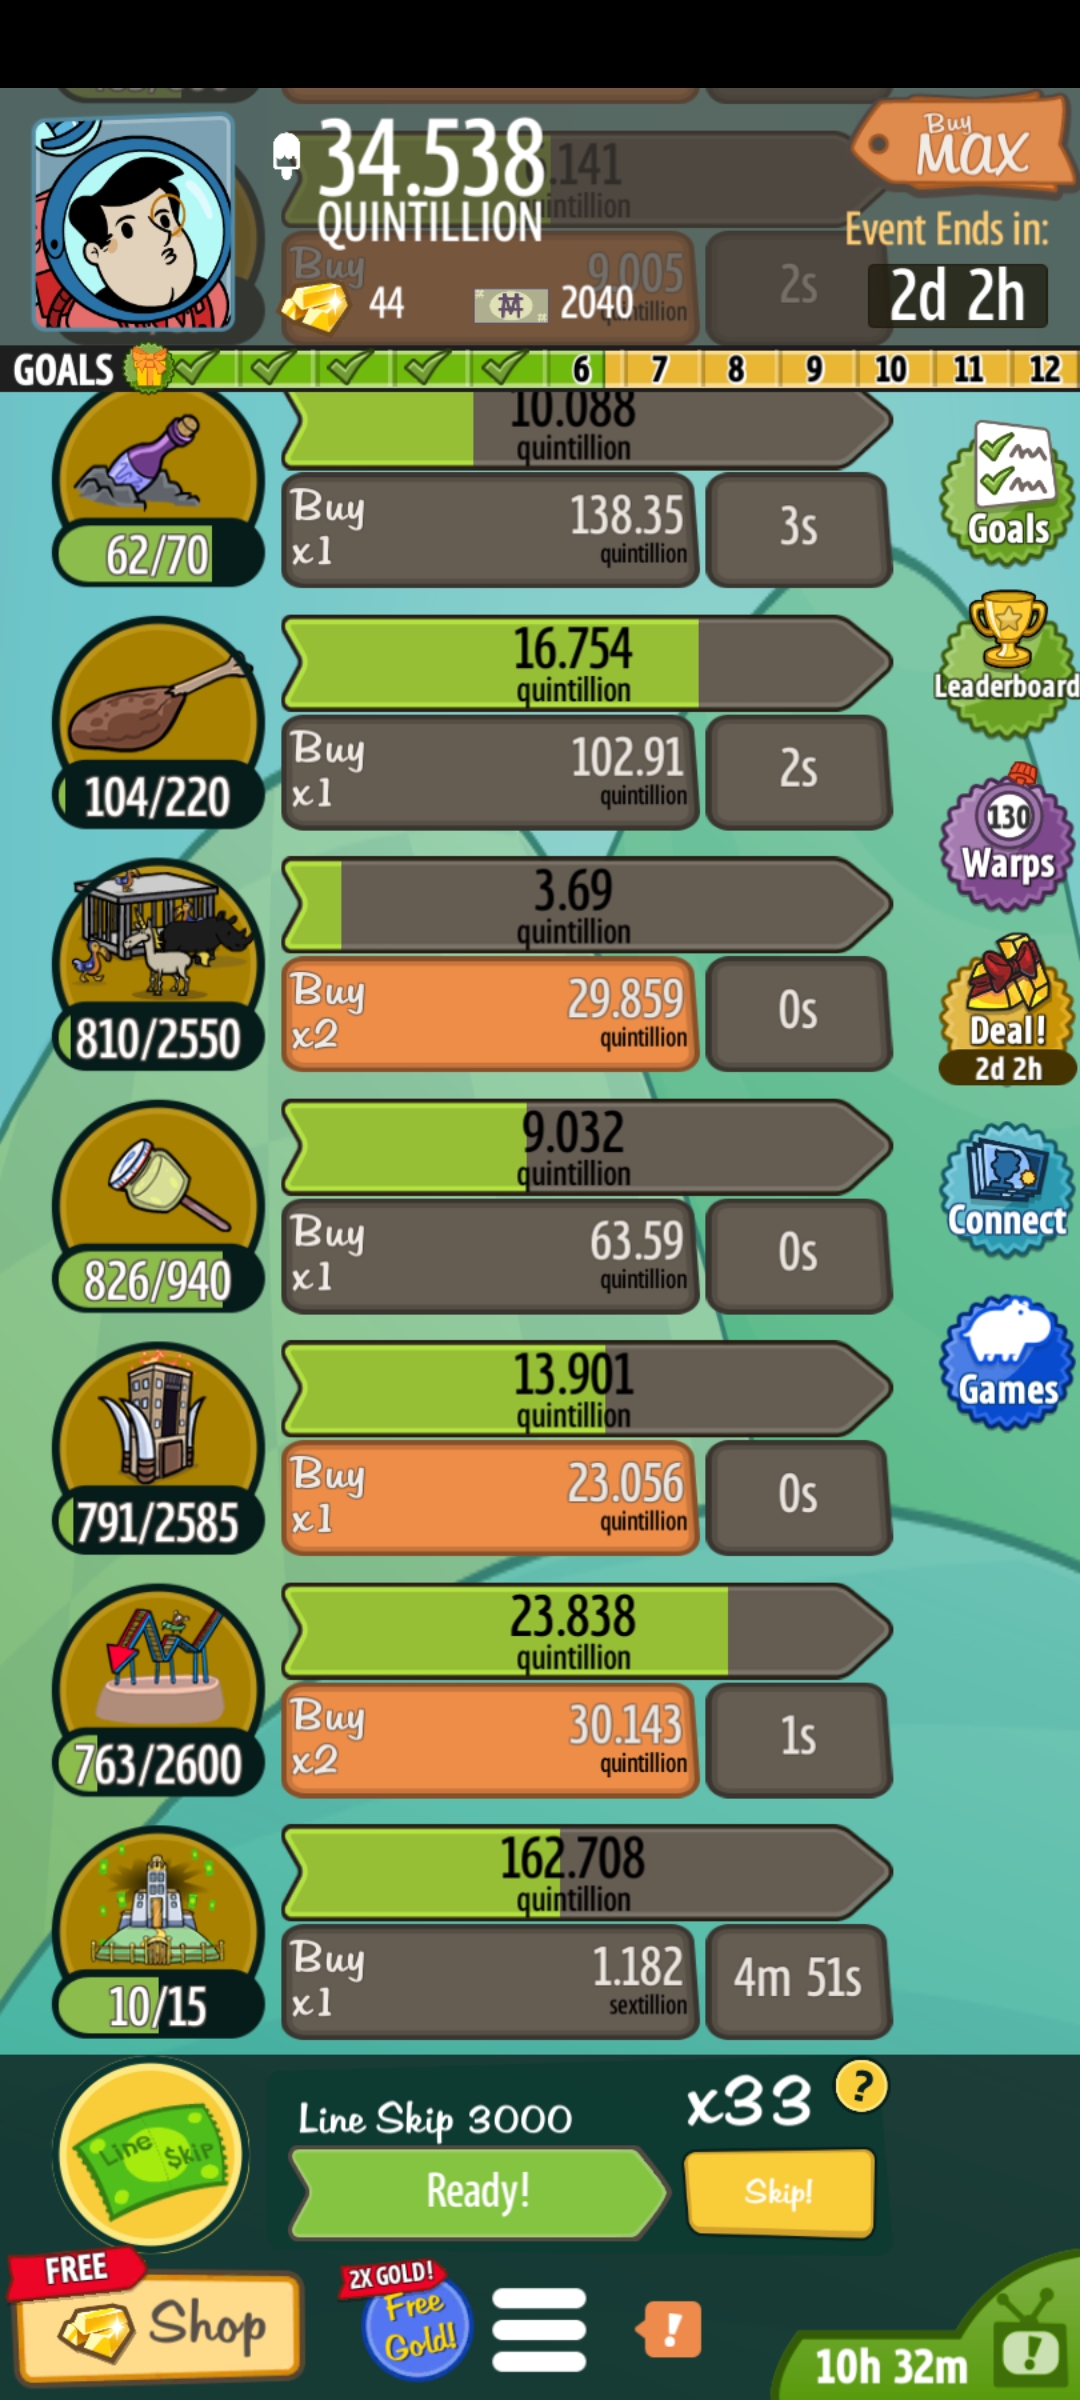 34.538
QUINTILLION
Buy
MAX
.141
Event Ends in:
Buy
9.005
2s
44
2040
2d 2h
GOALS
6
7
8
9
10
11
12
10.088
quintillion
Buy
x1
138.35
quintillion
3s
62/70
Goals
16.754
quintillion
Buy
x1
102.91
quintillion
2s
104/220
Leaderboard
130
Warps
3.69
quintillion
Buy
x2
29.859
quintillion
0s
810/2550
Deal!
2d 2h
9.032
quintillion
Buy
x1
63.59
quintillion
0s
826/940
Connect
13.901
quintillion
Buy
x1
23.056
quintillion
0s
791/2585
Games
23.838
quintillion
Buy
x2
30.143
quintillion
1s
763/2600
162.708
quintillion
Buy
x1
1.182
sextillion
4m 51s
10/15
Line $kip
Line Skip 3000
x33
?
Ready!
Skip!
FREE
Shop
2X GOLD!
Free
Gold!
!
10h 32m
!